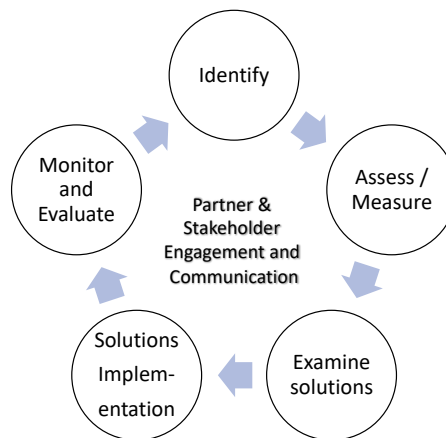 Identify
Assess /
Measure
Examine
solutions
Solutions
Implem-
entation
Monitor
and
Evaluate
Partner &
Stakeholder
Engagement and
Communication